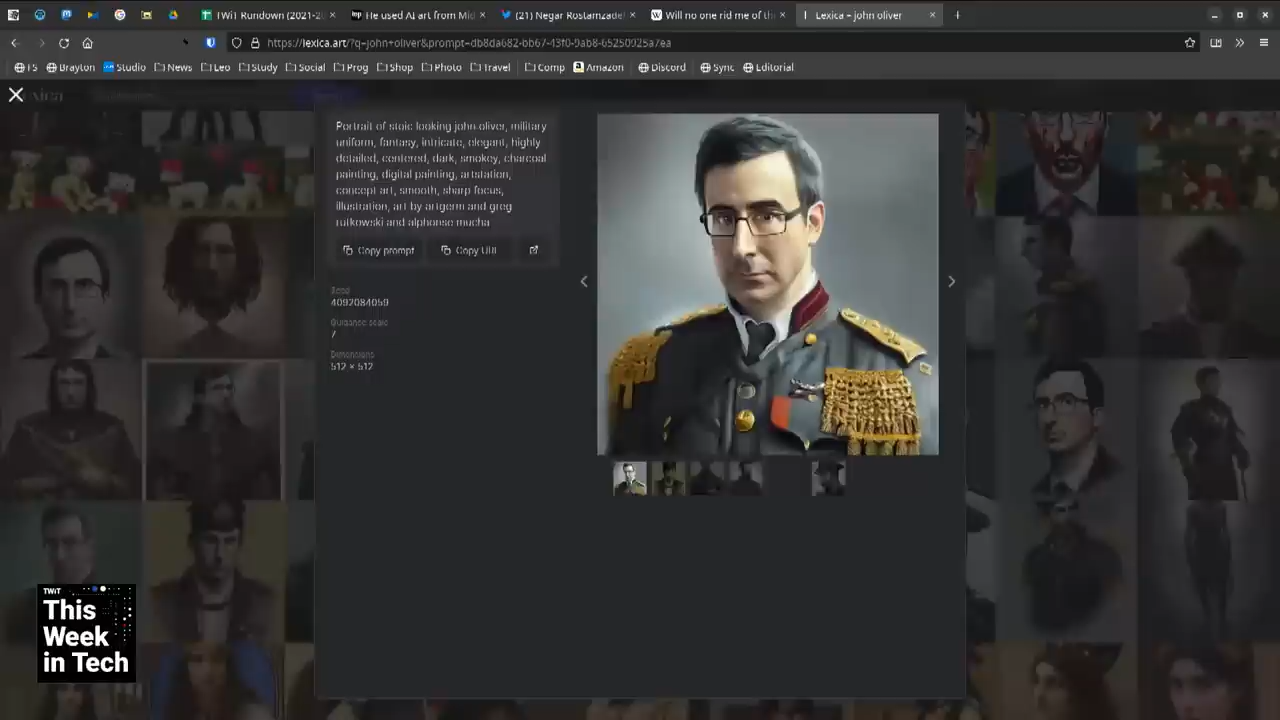 TWiT Rundown (2021-2
He used AI art from Mid
(21) Negar Rostamzade
Will no one rid me of th
Lexica – john oliver
https://lexica.art/?q=john+oliver&prompt=db8da682-bb67-43f0-9ab8-65250925a7ea
FS
Brayton
Studio
News
Leo
Study
Social
Prog
Shop
Photo
Travel
Comp
Amazon
Discord
Sync
Editorial
Portrait of stoic looking john oliver, military
uniform, fantasy, intricate, elegant, highly
detailed, centered, dark, smokey, charcoal
painting, digital painting, artstation,
concept art, smooth, sharp focus,
illustration, art by artgerm and greg
rutkowski and alphonse mucha
Copy prompt
Copy URL
Seed
4092084059
Guidance scale
7
Dimensions
512 × 512
TWiT
This
Week
in Tech